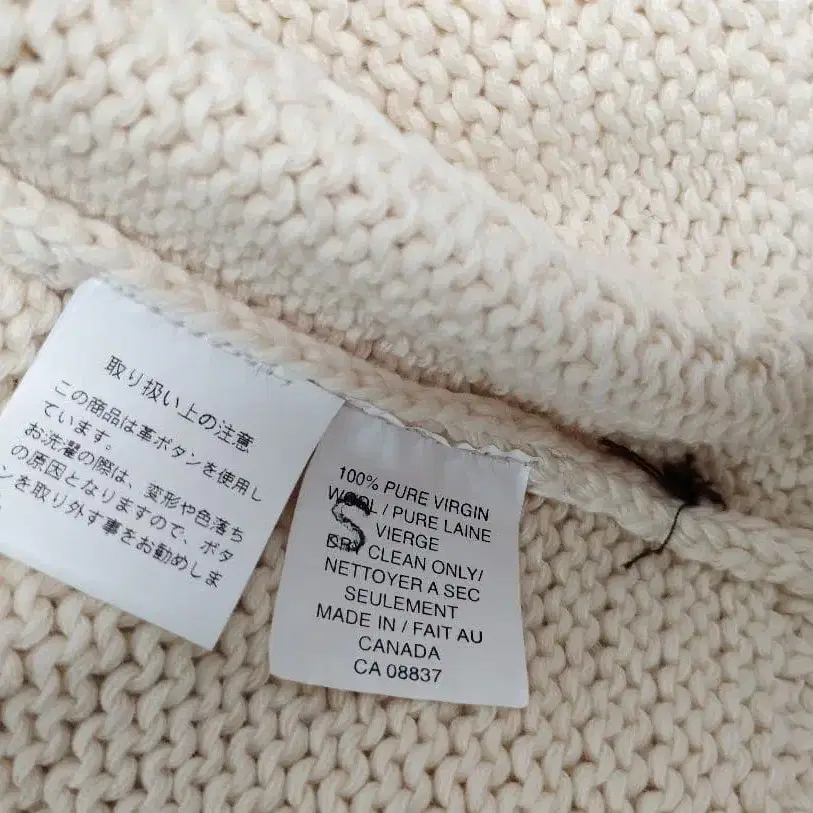 取り扱い上の注意
この商品は革ボタンを使用し
ています。
お洗濯の際は、変形や色落ち
の原因となりますので、ボタ
ンを取り外す事をお勧めしま
100% PURE VIRGIN
WOOL / PURE LAINE
VIERGE
DRY CLEAN ONLY/
NETTOYER A SEC
SEULEMENT
MADE IN / FAIT AU
CANADA
CA 08837
S